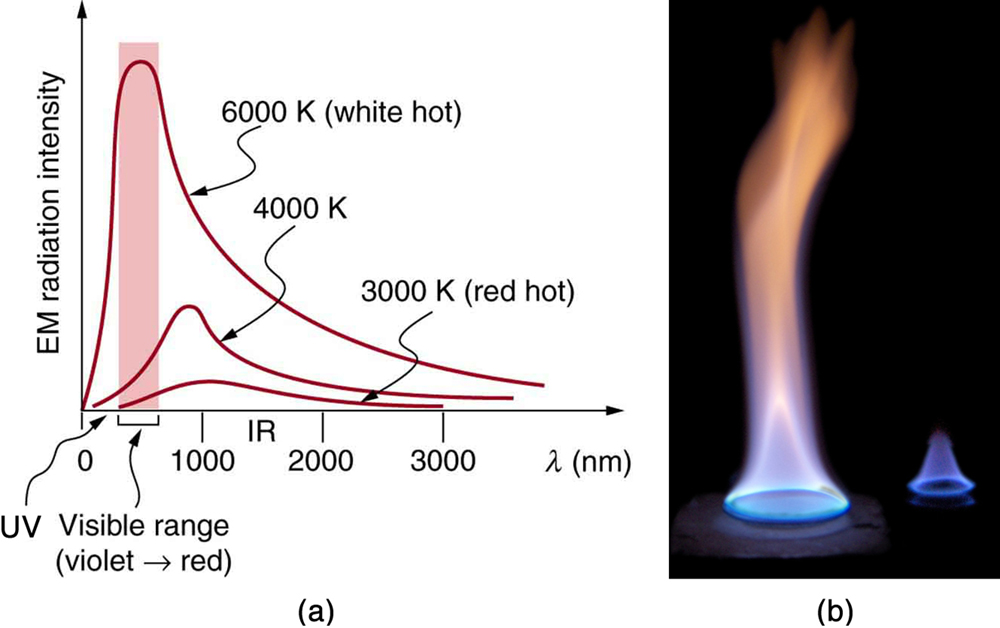 EM radiation intensity
6000 K (white hot)
4000 K
3000 K (red hot)
IR
0
1000
2000
3000
λ (nm)
UV
Visible range
(violet → red)
(a)
(b)